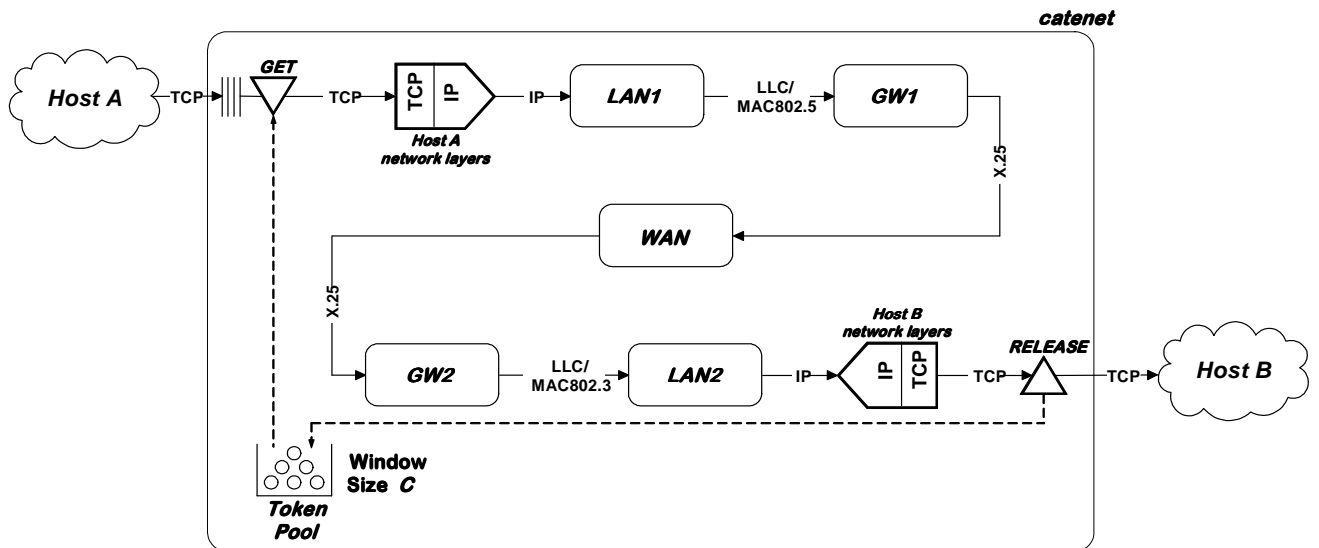 catenet
GET
Host A
TCP
TCP
TCP
IP
IP
LAN1
LLC/
MAC802.5
GW1
Host A
network layers
X.25
WAN
X.25
Host B
network layers
RELEASE
GW2
LLC/
MAC802.3
LAN2
IP
IP
TCP
TCP
TCP
Host B
Window
Size C
Token
Pool